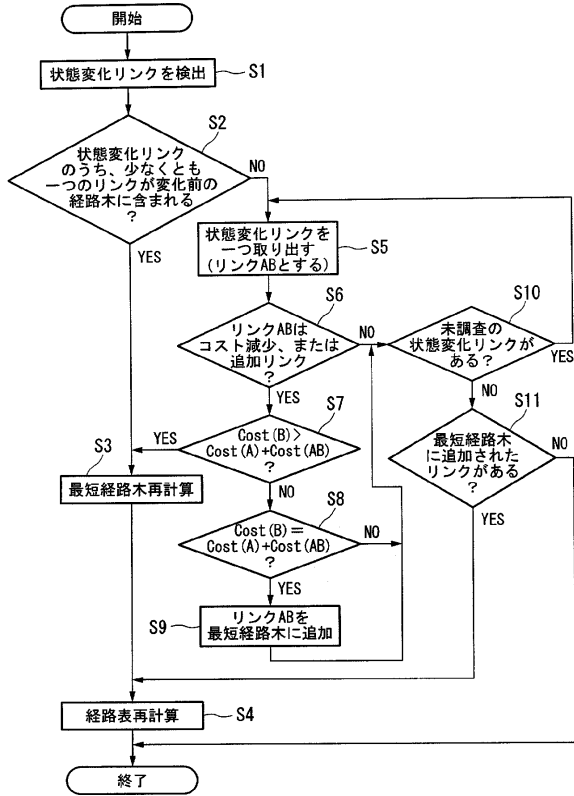 開始
状態変化リンクを検出
S1
S2
状態変化リンク
のうち、少なくとも
一つのリンクが変化前の
経路木に含まれる
?
NO
YES
状態変化リンクを
一つ取り出す
(リンクABとする)
S5
S6
リンクABは
コスト減少、または
追加リンク
?
NO
YES
S10
未調査の
状態変化リンクが
ある?
YES
NO
S7
Cost(B)>
Cost(A)+Cost(AB)
?
YES
NO
S11
最短経路木
に追加された
リンクがある
?
NO
YES
S3
最短経路木再計算
S8
Cost(B)=
Cost(A)+Cost(AB)
?
NO
YES
S9
リンクABを
最短経路木に追加
経路表再計算
S4
終了